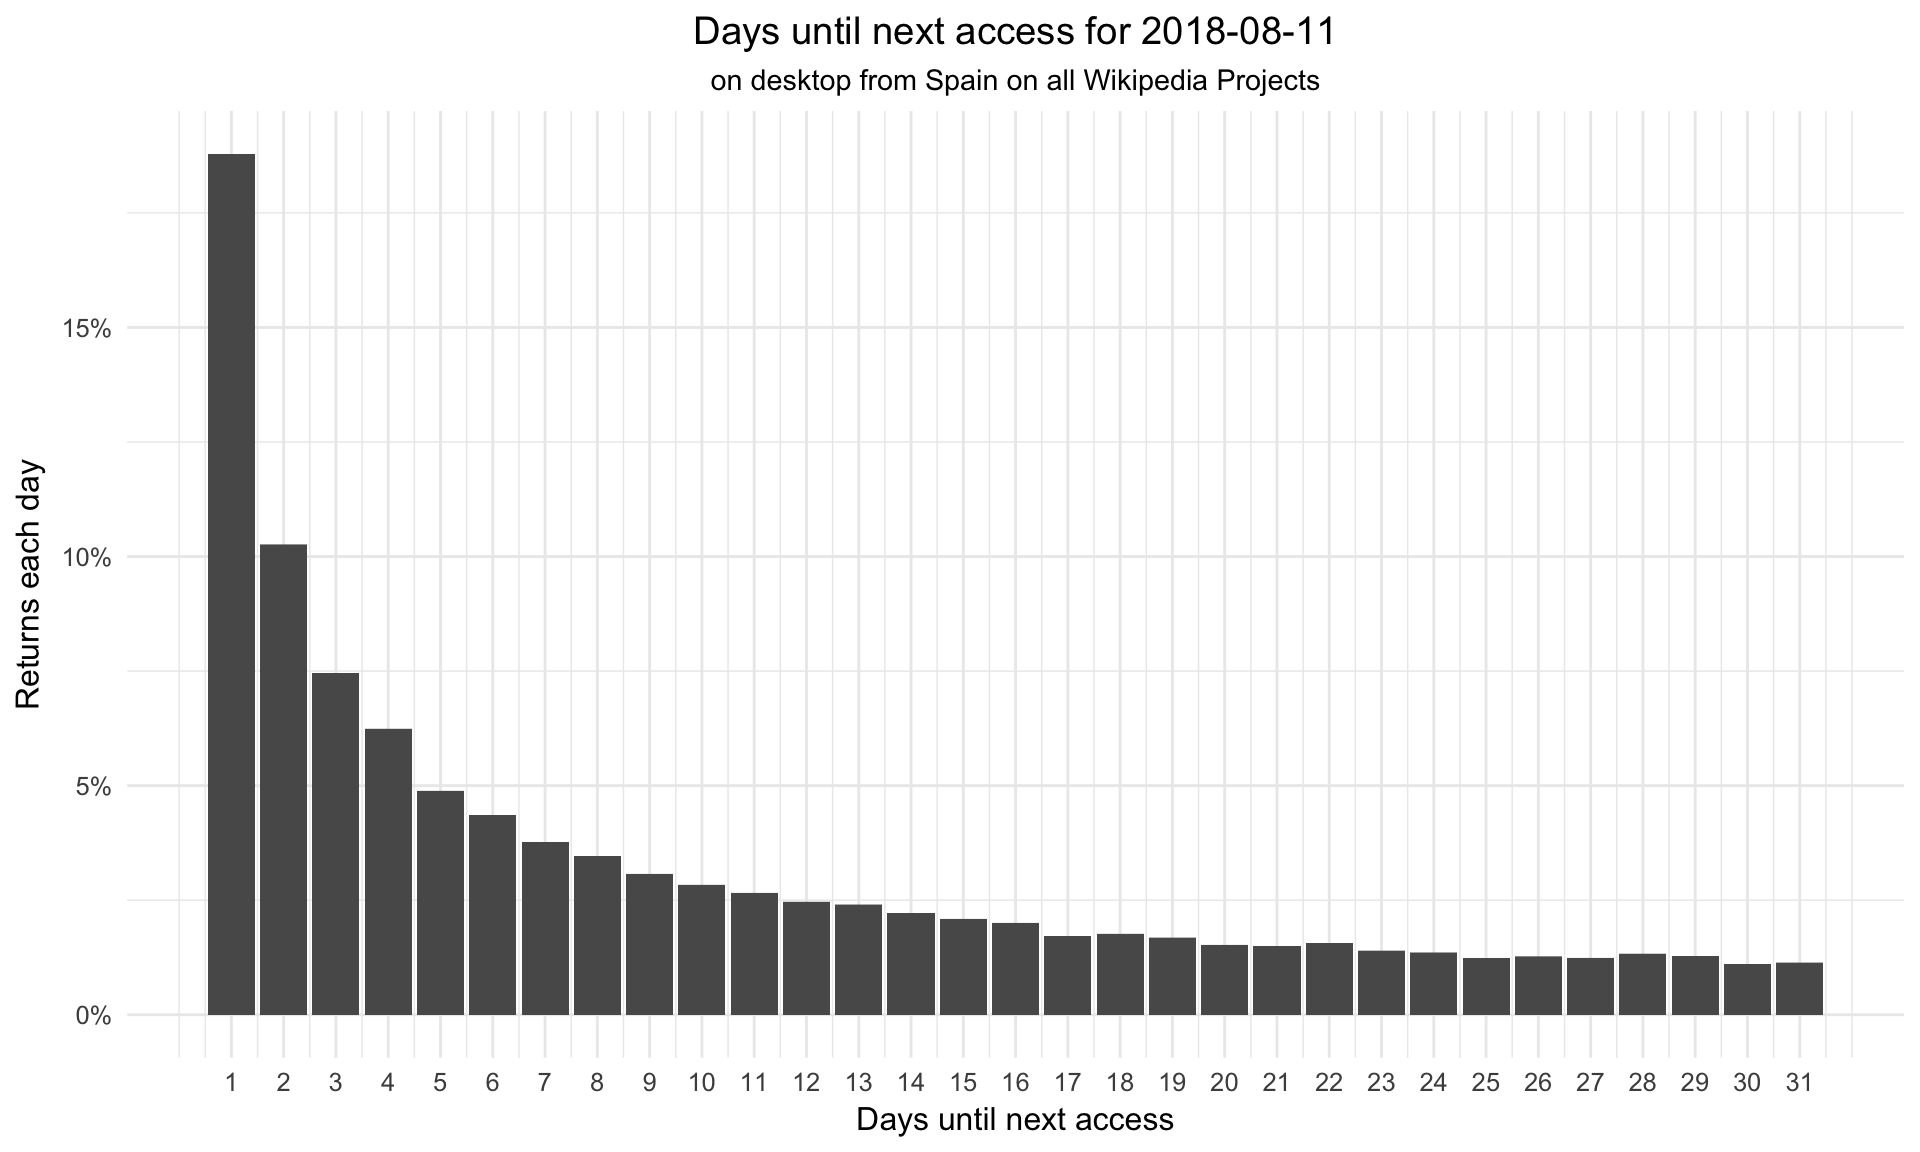 Days until next access for 2018-08-11
on desktop from Spain on all Wikipedia Projects
Returns each day
15%
10%
5%
0%
1 2 3 4 5 6 7 8 9 10 11 12 13 14 15 16 17 18 19 20 21 22 23 24 25 26 27 28 29 30 31
Days until next access